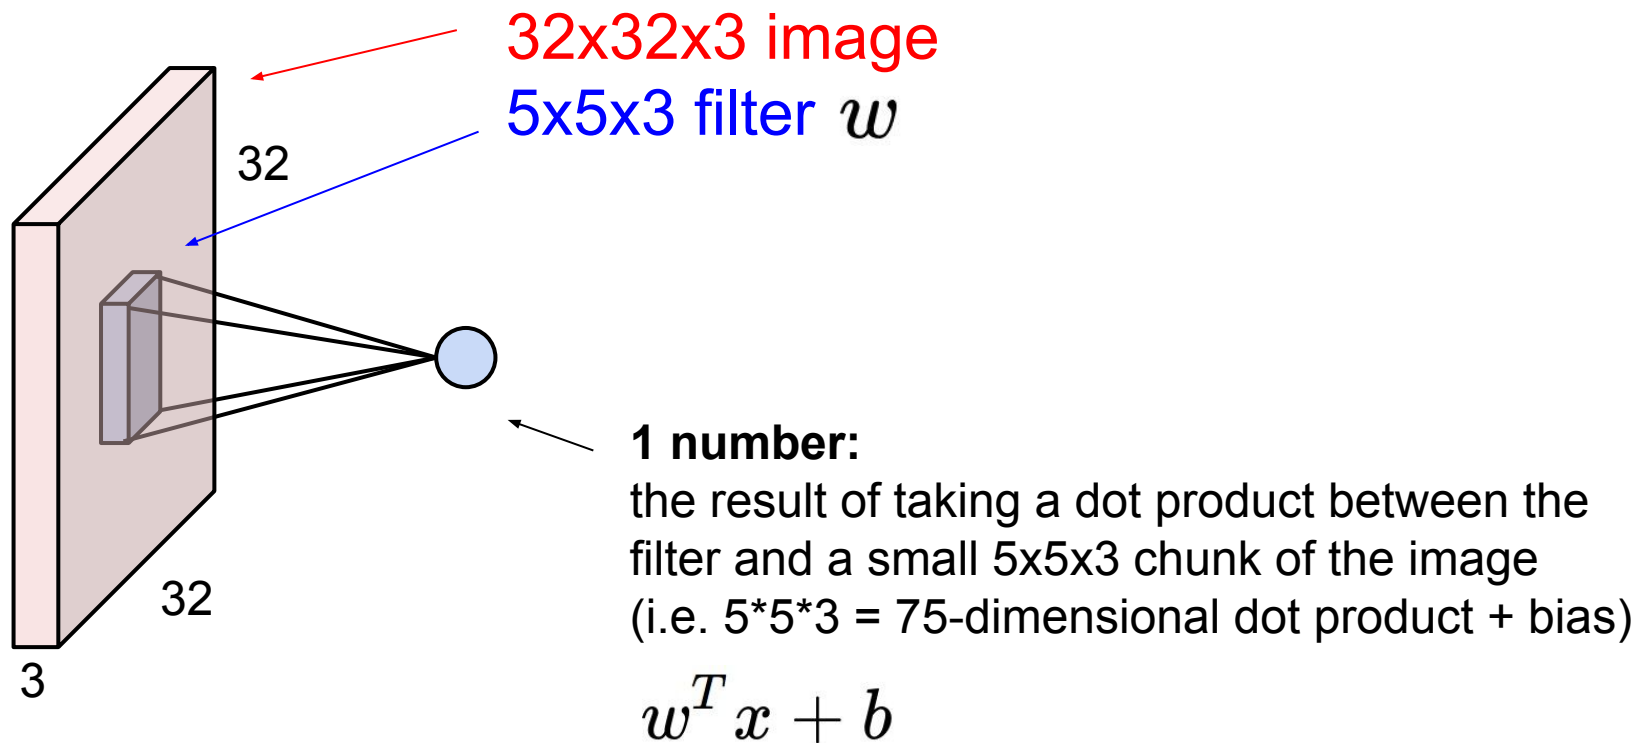 32x32x3 image
5x5x3 filter w
32
32
3
1 number:
the result of taking a dot product between the
filter and a small 5x5x3 chunk of the image
(i.e. 5*5*3 = 75-dimensional dot product + bias)
w^T x + b